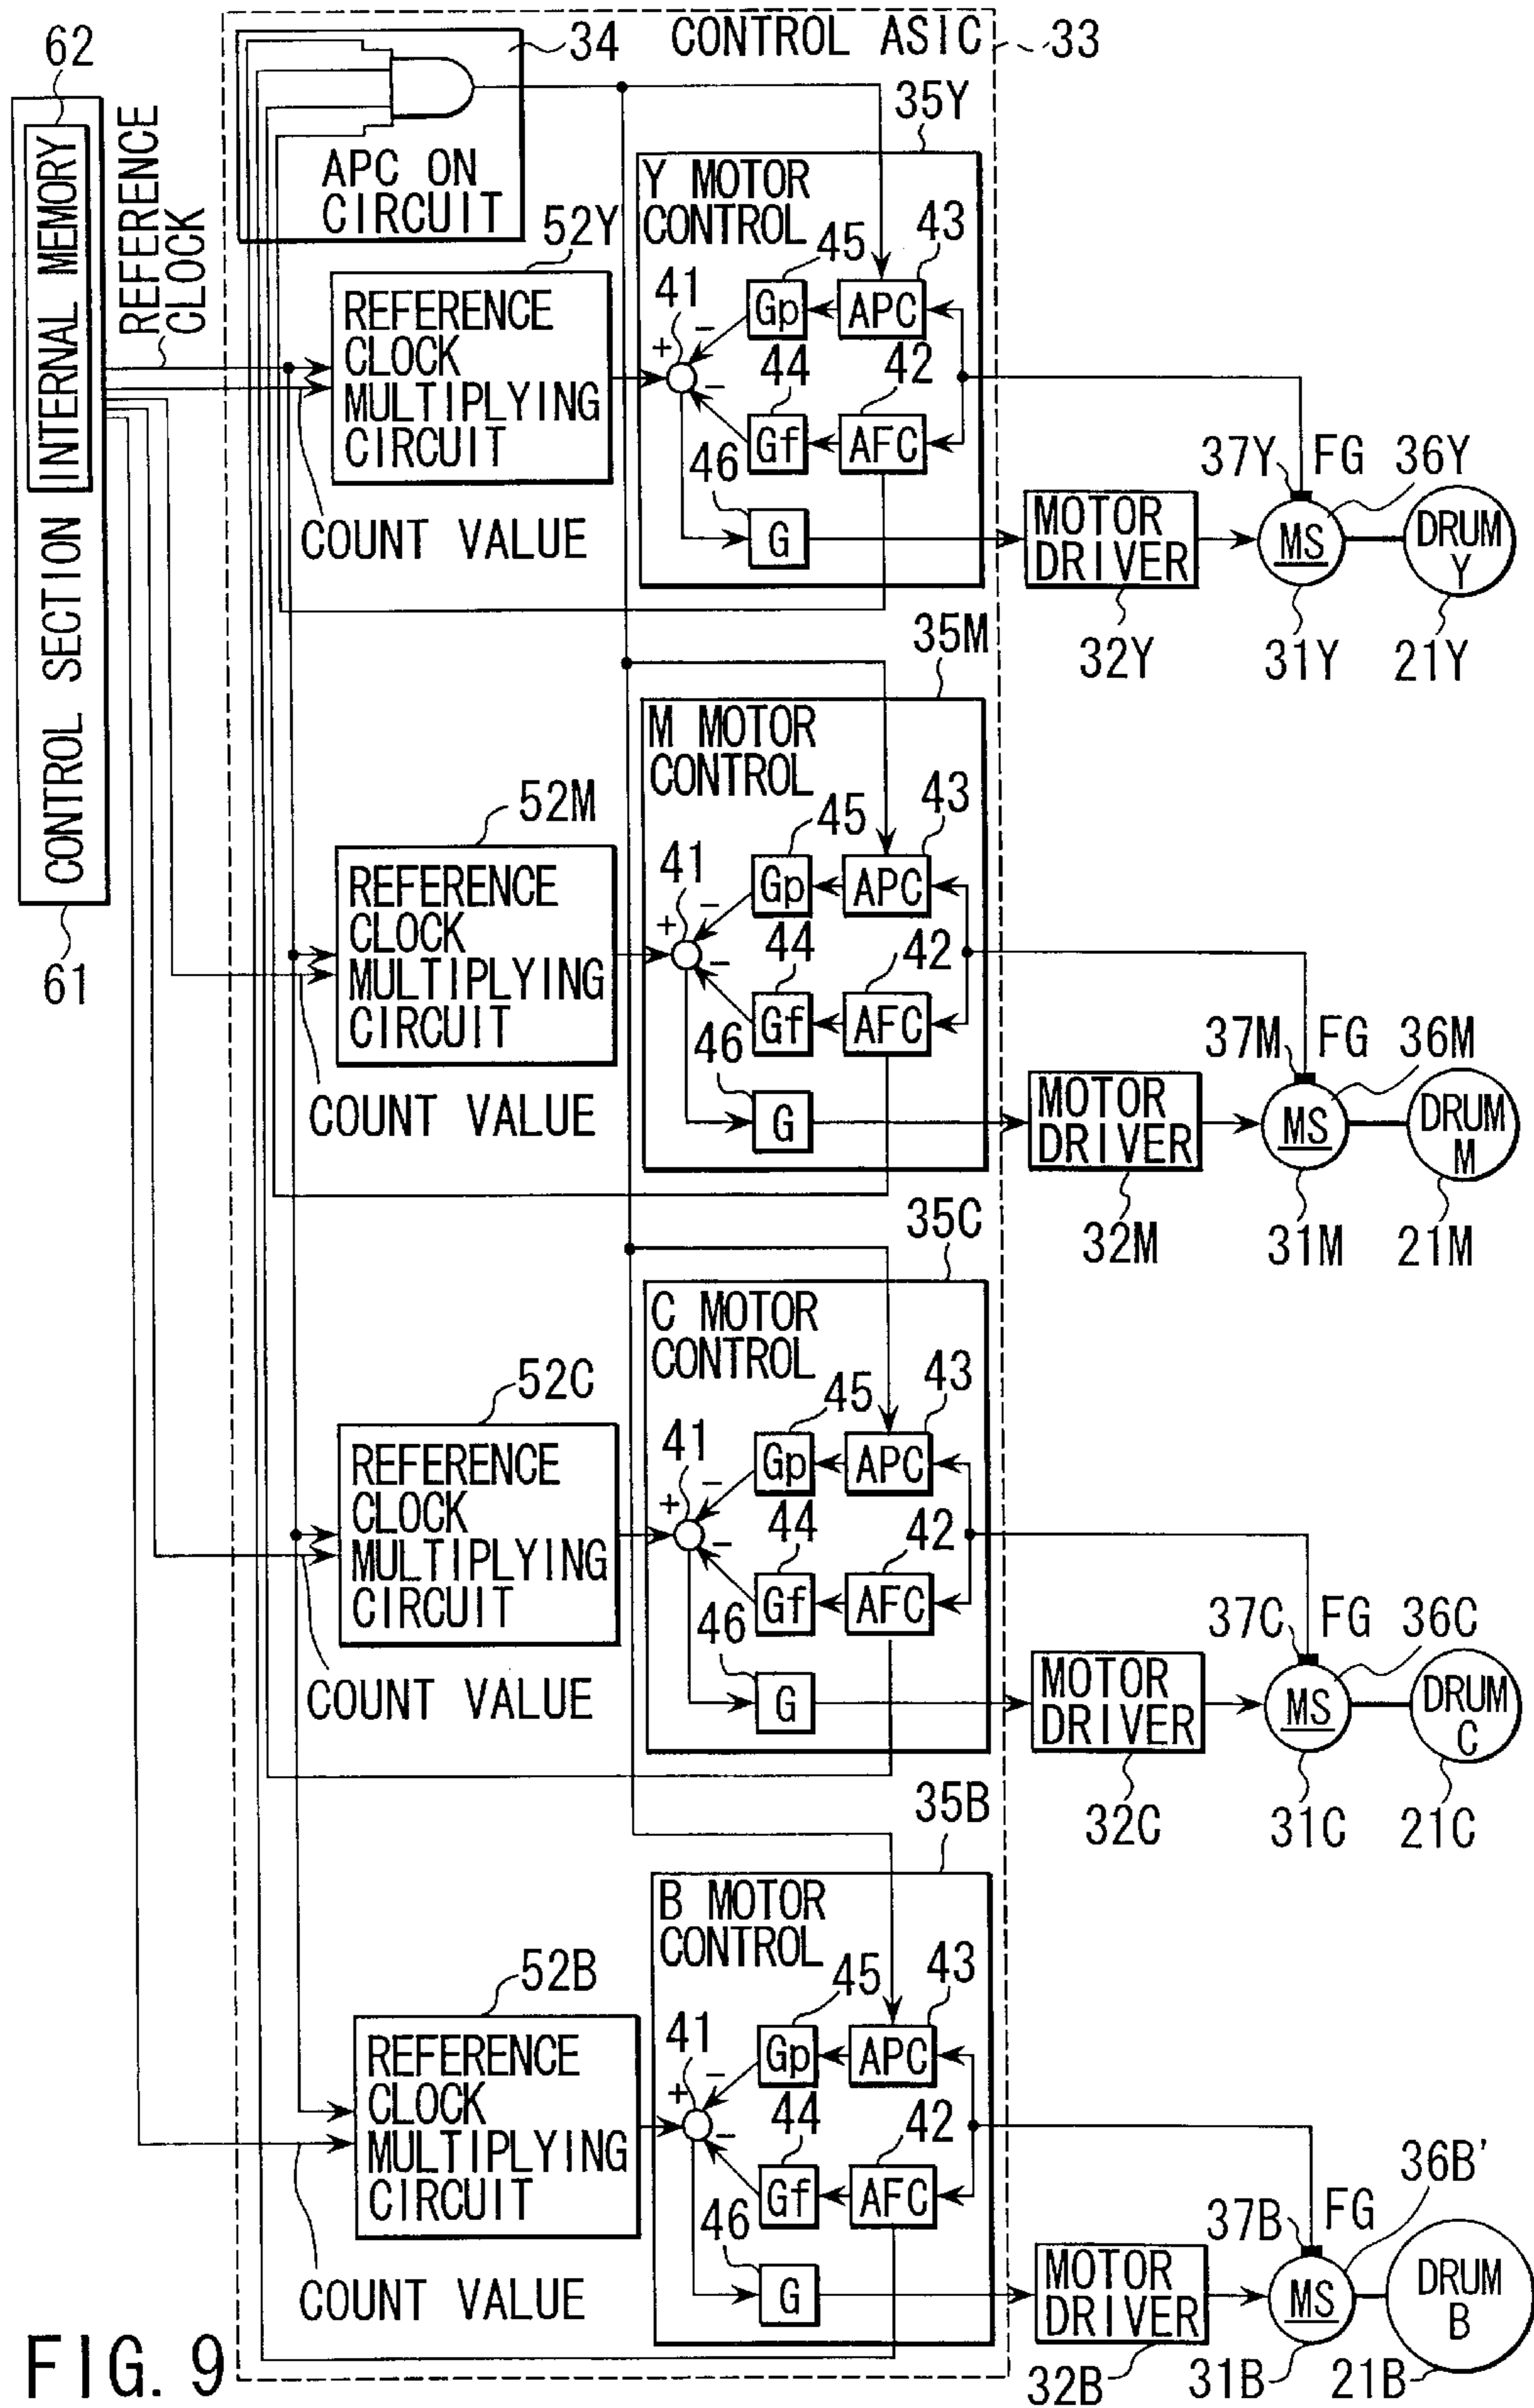 CONTROL ASIC
33
34
62
INTERNAL MEMORY
CONTROL SECTION
61
REFERENCE
CLOCK
APC ON
CIRCUIT
35Y
Y MOTOR
CONTROL
52Y
REFERENCE
CLOCK
MULTIPLYING
CIRCUIT
COUNT VALUE
41
+
-
-
45
Gp
43
APC
44
Gf
42
AFC
46
G
MOTOR
DRIVER
32Y
37Y
FG
36Y
MS
31Y
DRUM
Y
21Y
35M
M MOTOR
CONTROL
52M
REFERENCE
CLOCK
MULTIPLYING
CIRCUIT
COUNT VALUE
41
+
-
-
45
Gp
43
APC
44
Gf
42
AFC
46
G
MOTOR
DRIVER
32M
37M
FG
36M
MS
31M
DRUM
M
21M
35C
C MOTOR
CONTROL
52C
REFERENCE
CLOCK
MULTIPLYING
CIRCUIT
COUNT VALUE
41
+
-
-
45
Gp
43
APC
44
Gf
42
AFC
46
G
MOTOR
DRIVER
32C
37C
FG
36C
MS
31C
DRUM
C
21C
35B
B MOTOR
CONTROL
52B
REFERENCE
CLOCK
MULTIPLYING
CIRCUIT
COUNT VALUE
41
+
-
-
45
Gp
43
APC
44
Gf
42
AFC
46
G
MOTOR
DRIVER
32B
37B
FG
36B'
MS
31B
DRUM
B
21B
FIG. 9